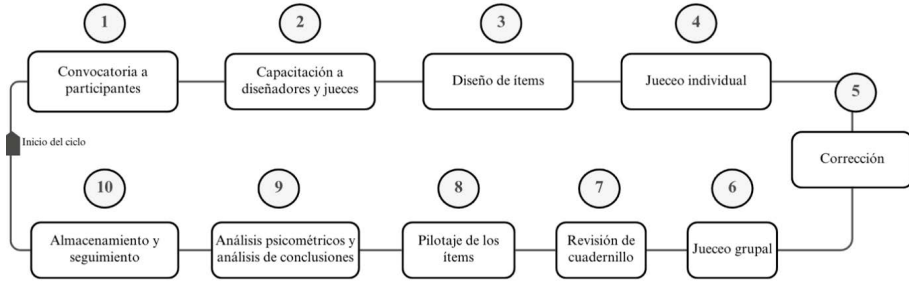 1
2
3
4
Convocatoria a
participantes
Capacitación a
diseñadores y jueces
Diseño de ítems
Jueceo individual
5
Corrección
Inicio del ciclo
10
9
8
7
6
Almacenamiento y
seguimiento
Análisis psicométricos y
análisis de conclusiones
Pilotaje de los
ítems
Revisión de
cuadernillo
Jueceo grupal